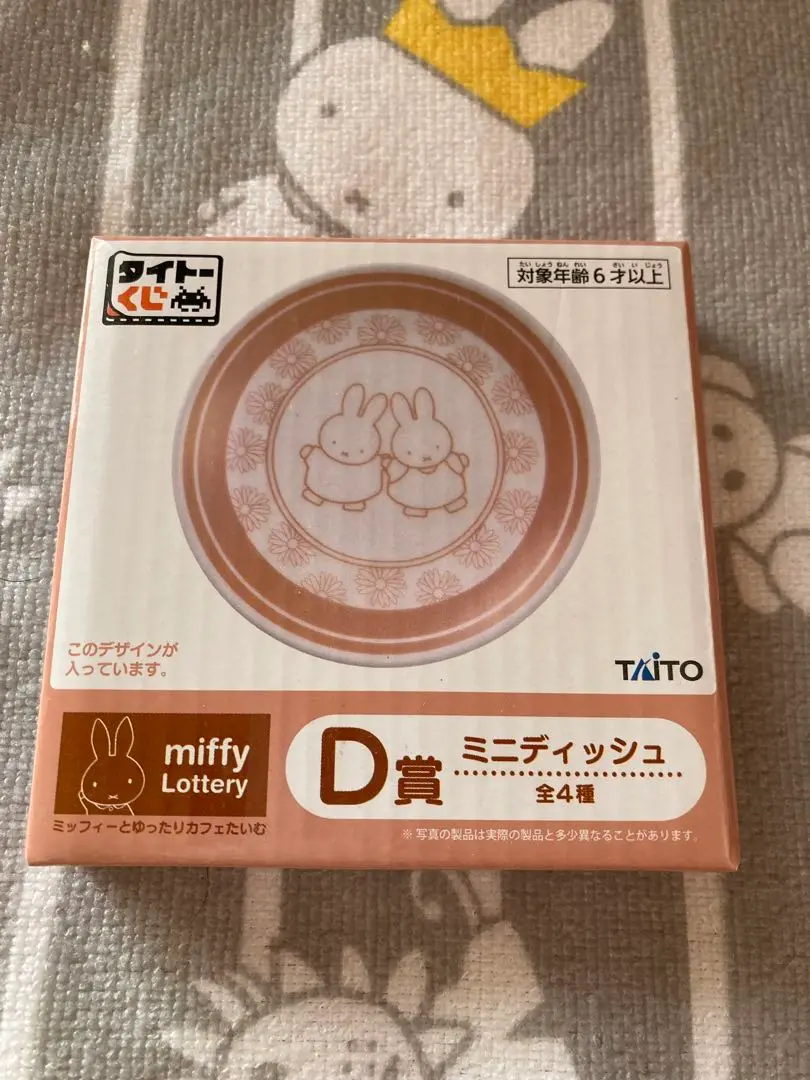 タイトー
くじ
たいしょうねんれい さいいじょう
対象年齢6才以上
このデザインが
入っています。
TAITO
miffy
Lottery
ミッフィーとゆったりカフェたいむ
D賞
ミニディッシュ
全4種
※写真の製品は実際の製品と多少異なることがあります。